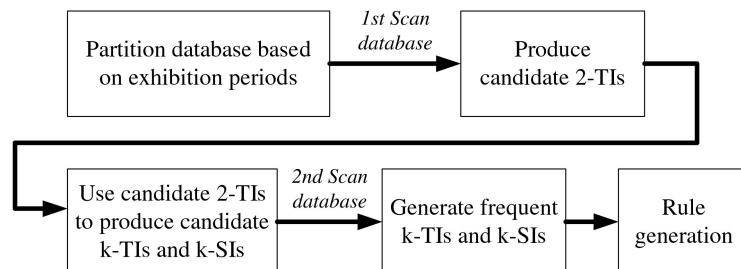 Partition database based
on exhibition periods
1st Scan
database
Produce
candidate 2-TIs
Use candidate 2-TIs
to produce candidate
k-TIs and k-SIs
2nd Scan
database
Generate frequent
k-TIs and k-SIs
Rule
generation